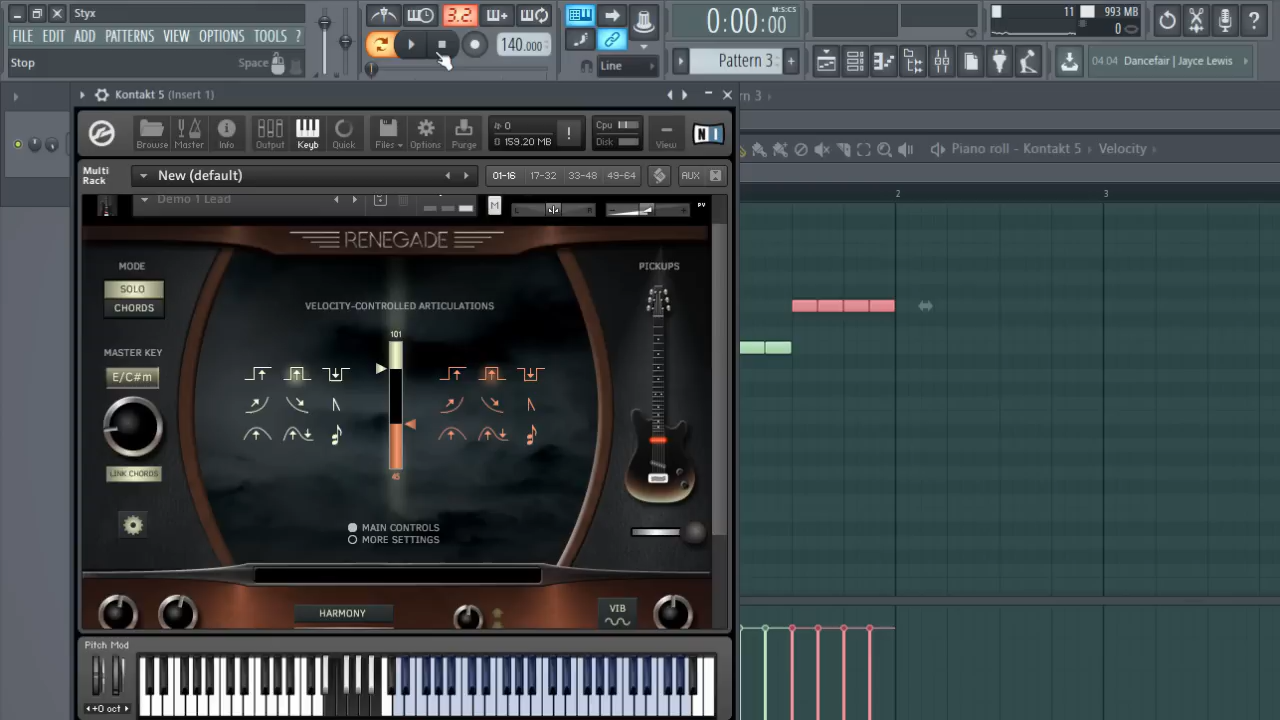 Styx
FILE EDIT ADD PATTERNS VIEW OPTIONS TOOLS ?
Stop
Space
3.2.
140.000
Line
0:00:00
M:S:CS
Pattern 3
11
993 MB
0
04:04 Dancefair | Jayce Lewis
Kontakt 5 (Insert 1)
Browse Master Info Output Keyb Quick Files Options Purge
0
159.20 MB
!
Cpu
Disk
View
NI
Multi
Rack
New (default)
01-16 17-32 33-48 49-64
AUX
Demo 1 Lead
M
L
R
PV
RENEGADE
MODE
SOLO
CHORDS
MASTER KEY
E/C#m
LINK CHORDS
VELOCITY-CONTROLLED ARTICULATIONS
101
45
MAIN CONTROLS
MORE SETTINGS
PICKUPS
HARMONY
VIB
Pitch Mod
+0 oct
rn 3
Piano roll - Kontakt 5 Velocity
2
3